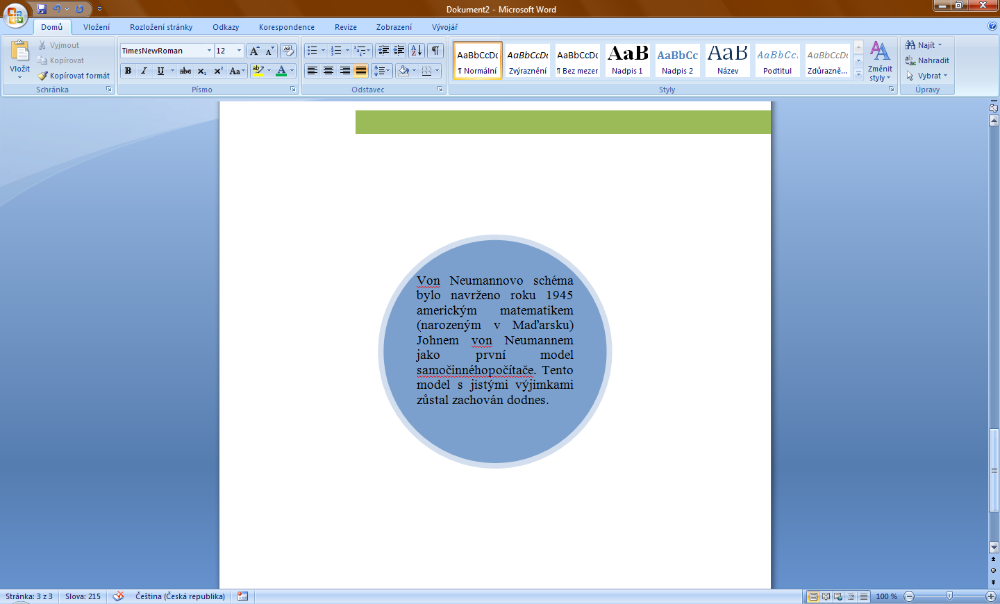 Dokument2 - Microsoft Word
Domů Vložení Rozložení stránky Odkazy Korespondence Revize Zobrazení Vývojář
Vložit
Vyjmout
Kopírovat
Kopírovat formát
Schránka
TimesNewRoman 12
B I U abc x₂ x² Aa
Písmo
Odstavec
AaBbCcDc AaBbCcDc AaBbCcDc AaB AaBbCc AaB AaBbCc. AaBbCcDc
¶ Normální Zvýraznění ¶ Bez mezer Nadpis 1 Nadpis 2 Název Podtitul Zdůrazně...
Změnit
styly
Styly
Najít
Nahradit
Vybrat
Úpravy
Von Neumannovo schéma
bylo navrženo roku 1945
americkým matematikem
(narozeným v Maďarsku)
Johnem von Neumannem
jako první model
samočinnéhopočítače. Tento
model s jistými výjimkami
zůstal zachován dodnes.
Stránka: 3 z 3 Slova: 215 Čeština (Česká republika) 100 %